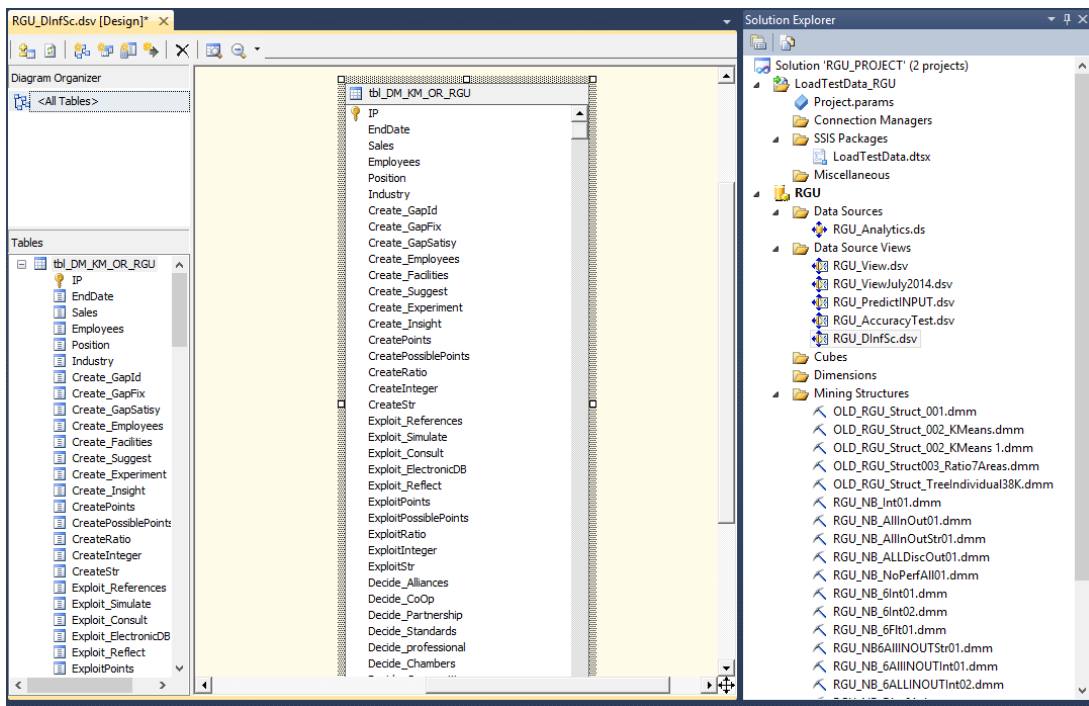 RGU_DInfSc.dsv [Design]*
Diagram Organizer
<All Tables>
Tables
tbl_DM_KM_OR_RGU
IP
EndDate
Sales
Employees
Position
Industry
Create_GapId
Create_GapFix
Create_GapSatisy
Create_Employees
Create_Facilities
Create_Suggest
Create_Experiment
Create_Insight
CreatePoints
CreatePossiblePoints
CreateRatio
CreateInteger
CreateStr
Exploit_References
Exploit_Simulate
Exploit_Consult
Exploit_ElectronicDB
Exploit_Reflect
ExploitPoints
tbl_DM_KM_OR_RGU
IP
EndDate
Sales
Employees
Position
Industry
Create_GapId
Create_GapFix
Create_GapSatisy
Create_Employees
Create_Facilities
Create_Suggest
Create_Experiment
Create_Insight
CreatePoints
CreatePossiblePoints
CreateRatio
CreateInteger
CreateStr
Exploit_References
Exploit_Simulate
Exploit_Consult
Exploit_ElectronicDB
Exploit_Reflect
ExploitPoints
ExploitPossiblePoints
ExploitRatio
ExploitInteger
ExploitStr
Decide_Alliances
Decide_CoOp
Decide_Partnership
Decide_Standards
Decide_professional
Decide_Chambers
Solution Explorer
Solution 'RGU_PROJECT' (2 projects)
LoadTestData_RGU
Project.params
Connection Managers
SSIS Packages
LoadTestData.dtsx
Miscellaneous
RGU
Data Sources
RGU_Analytics.ds
Data Source Views
RGU_View.dsv
RGU_ViewJuly2014.dsv
RGU_PredictINPUT.dsv
RGU_AccuracyTest.dsv
RGU_DInfSc.dsv
Cubes
Dimensions
Mining Structures
OLD_RGU_Struct_001.dmm
OLD_RGU_Struct_002_KMeans.dmm
OLD_RGU_Struct_002_KMeans 1.dmm
OLD_RGU_Struct003_Ratio7Areas.dmm
OLD_RGU_Struct_TreeIndividual38K.dmm
RGU_NB_Int01.dmm
RGU_NB_AllInOut01.dmm
RGU_NB_AllInOutStr01.dmm
RGU_NB_ALLDiscOut01.dmm
RGU_NB_NoPerfAll01.dmm
RGU_NB_6Int01.dmm
RGU_NB_6Int02.dmm
RGU_NB_6Flt01.dmm
RGU_NB6AllINOUTStr01.dmm
RGU_NB_6AllINOUTInt01.dmm
RGU_NB_6ALLINOUTInt02.dmm